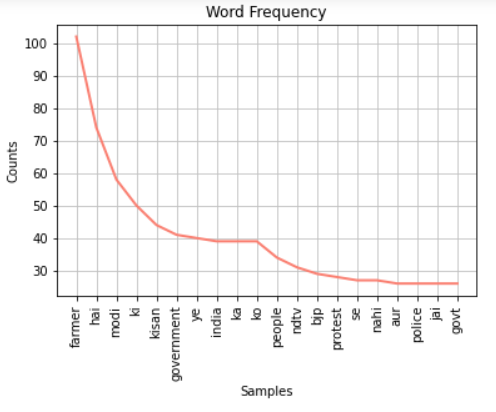 Word Frequency
Counts
100
90
80
70
60
50
40
30
farmer
hai
modi
ki
kisan
government
ye
india
ka
ko
people
ndtv
bjp
protest
se
nahi
aur
police
jai
govt
Samples